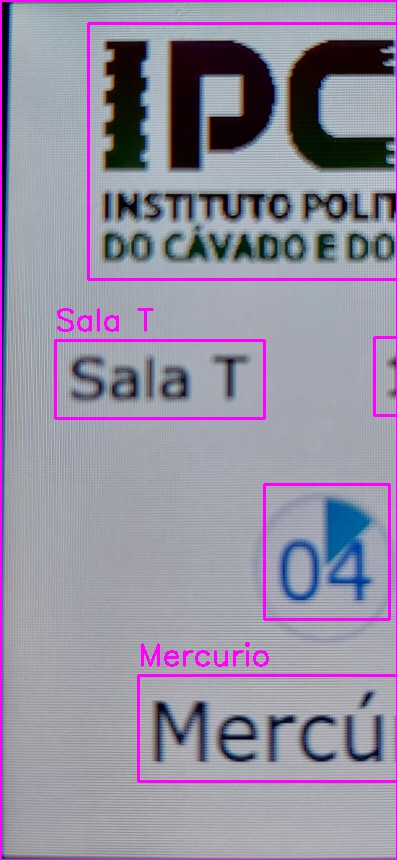 IPC
INSTITUTO POLIT
DO CÁVADO E DO
Sala T
Sala T
04
Mercurio
Mercú